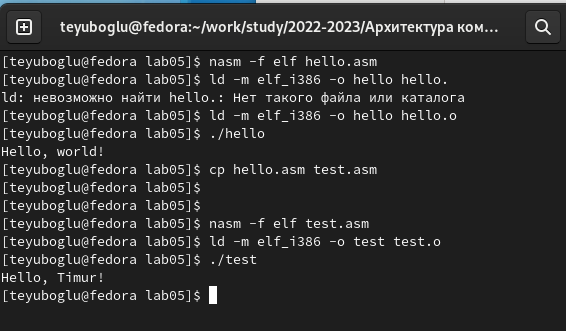 teyuboglu@fedora:~/work/study/2022-2023/Архитектура ком…
[teyuboglu@fedora lab05]$ nasm -f elf hello.asm
[teyuboglu@fedora lab05]$ ld -m elf_i386 -o hello hello.
ld: невозможно найти hello.: Нет такого файла или каталога
[teyuboglu@fedora lab05]$ ld -m elf_i386 -o hello hello.o
[teyuboglu@fedora lab05]$ ./hello
Hello, world!
[teyuboglu@fedora lab05]$ cp hello.asm test.asm
[teyuboglu@fedora lab05]$
[teyuboglu@fedora lab05]$
[teyuboglu@fedora lab05]$ nasm -f elf test.asm
[teyuboglu@fedora lab05]$ ld -m elf_i386 -o test test.o
[teyuboglu@fedora lab05]$ ./test
Hello, Timur!
[teyuboglu@fedora lab05]$